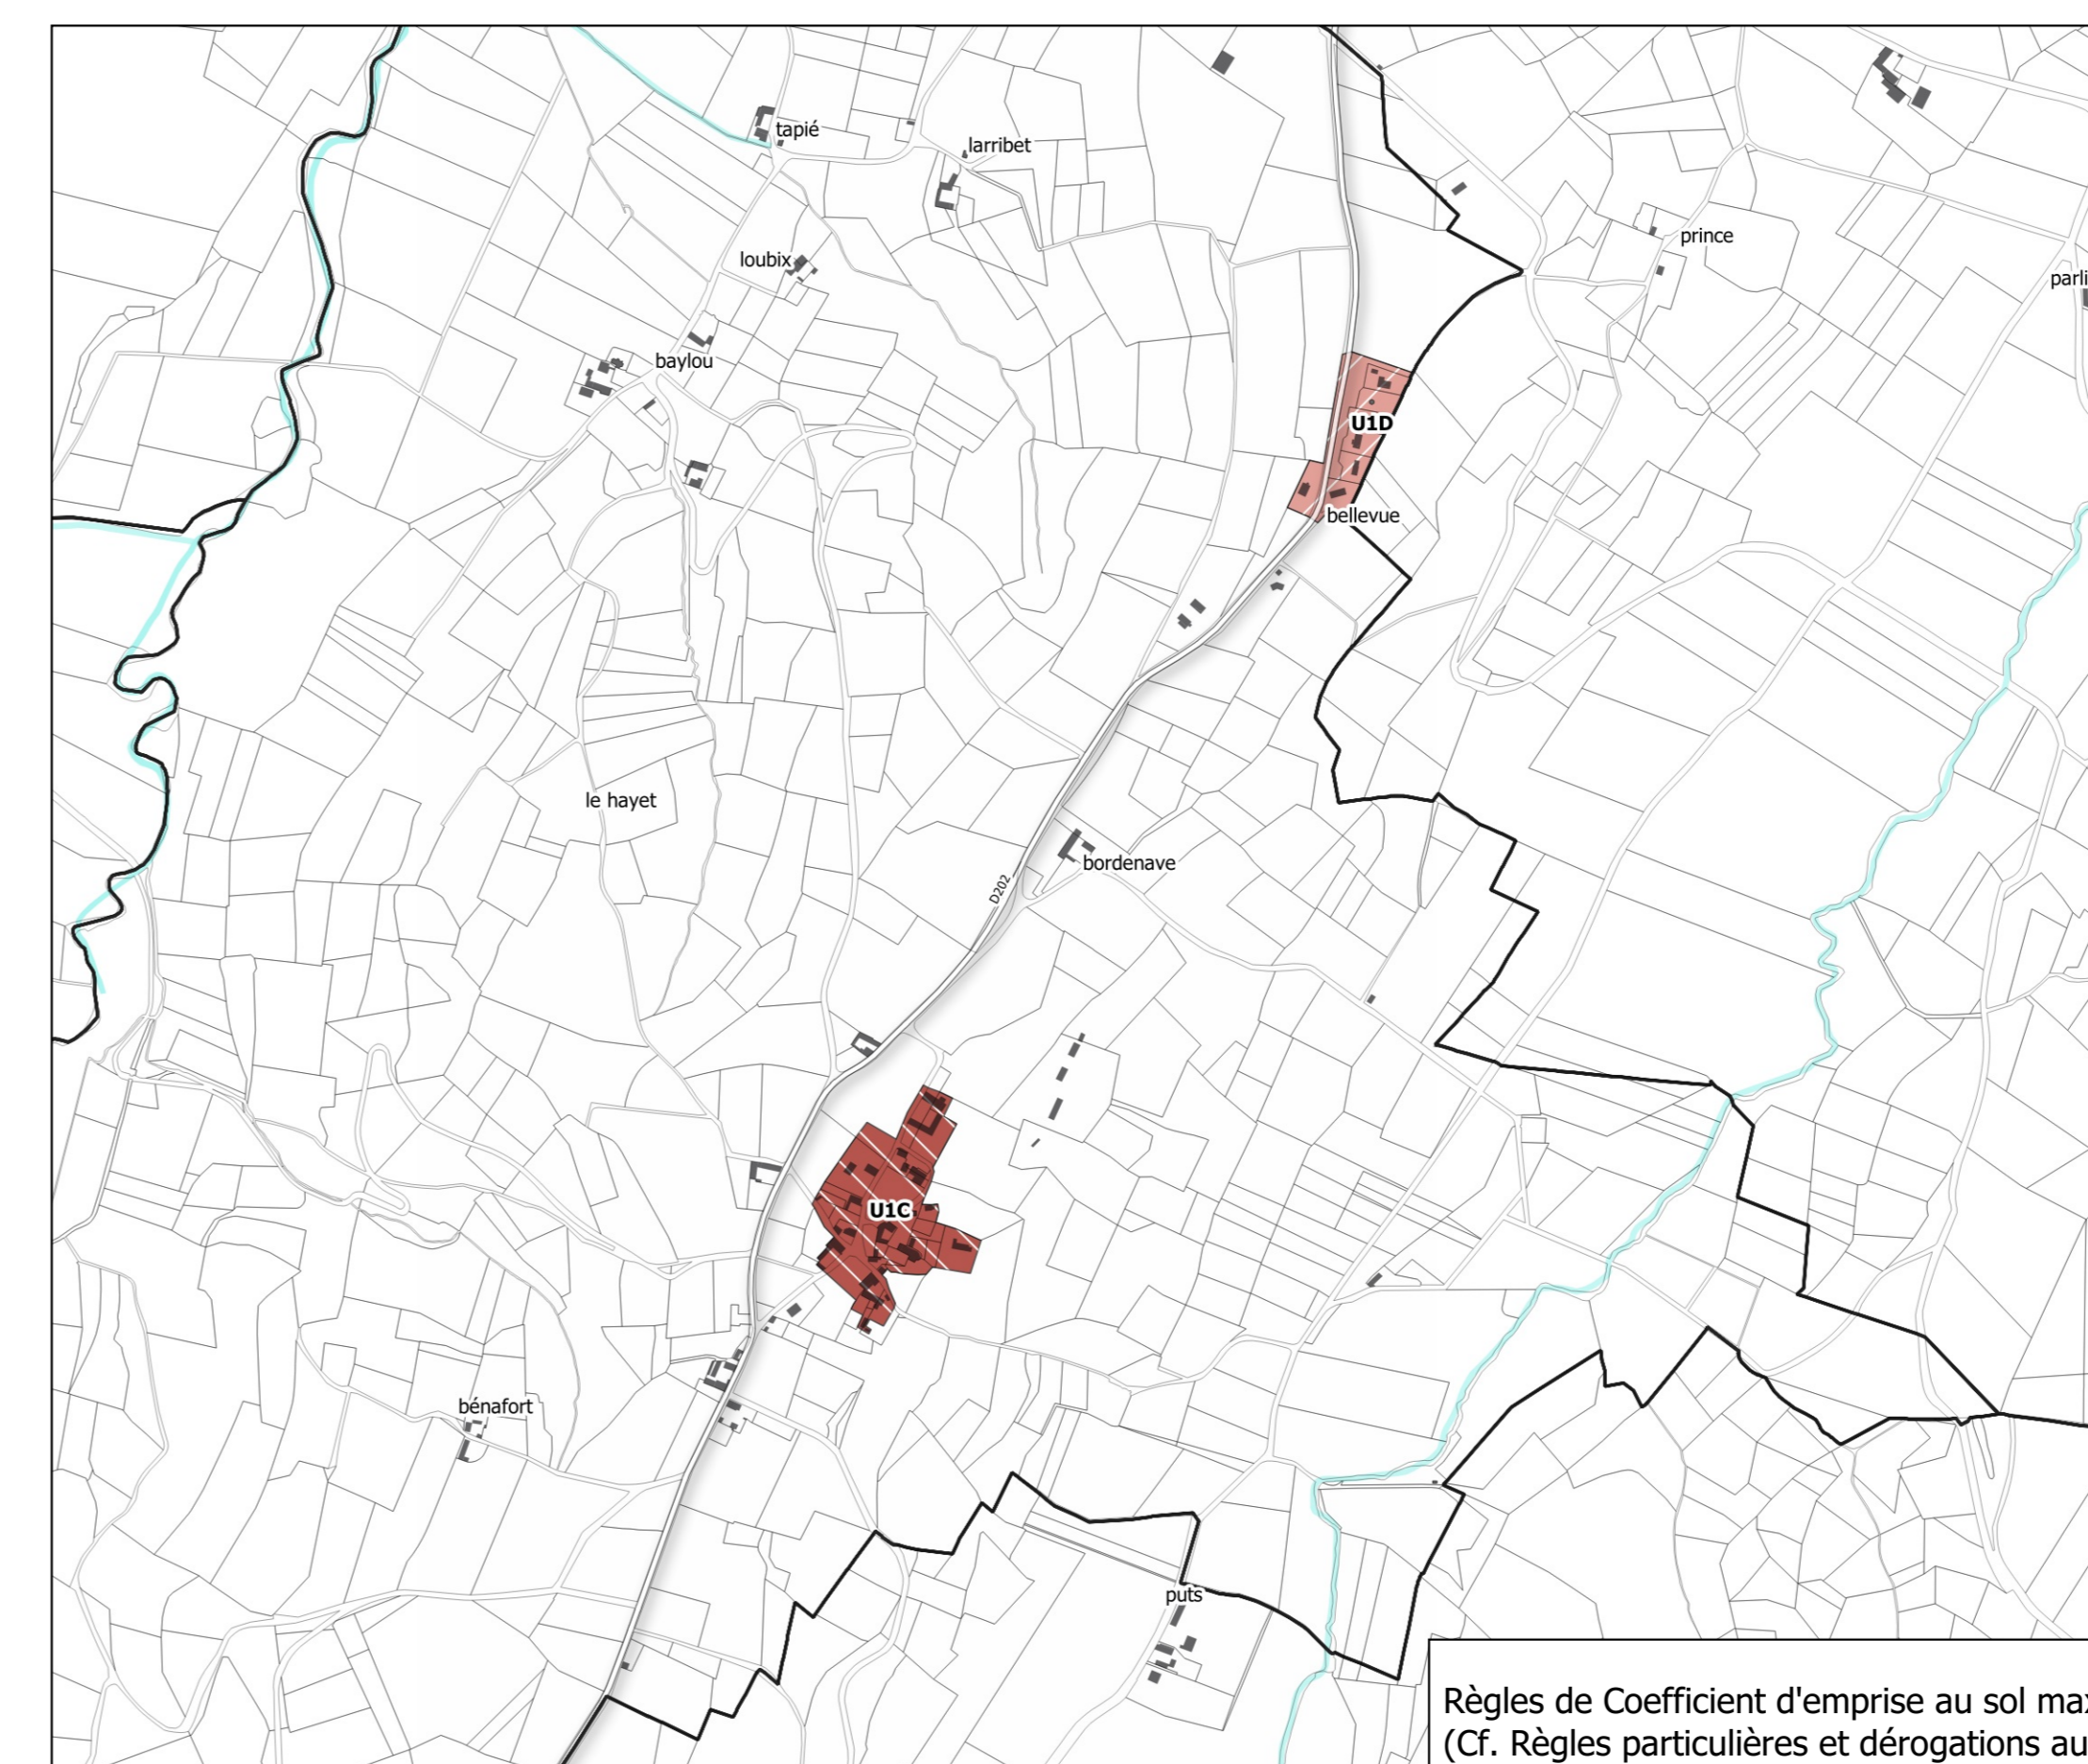 tapié
larribet
prince
loubix
parli
baylou
U1D
bellevue
le hayet
bordenave
D202
U1C
bénafort
puts
Règles de Coefficient d'emprise au sol max
(Cf. Règles particulières et dérogations au